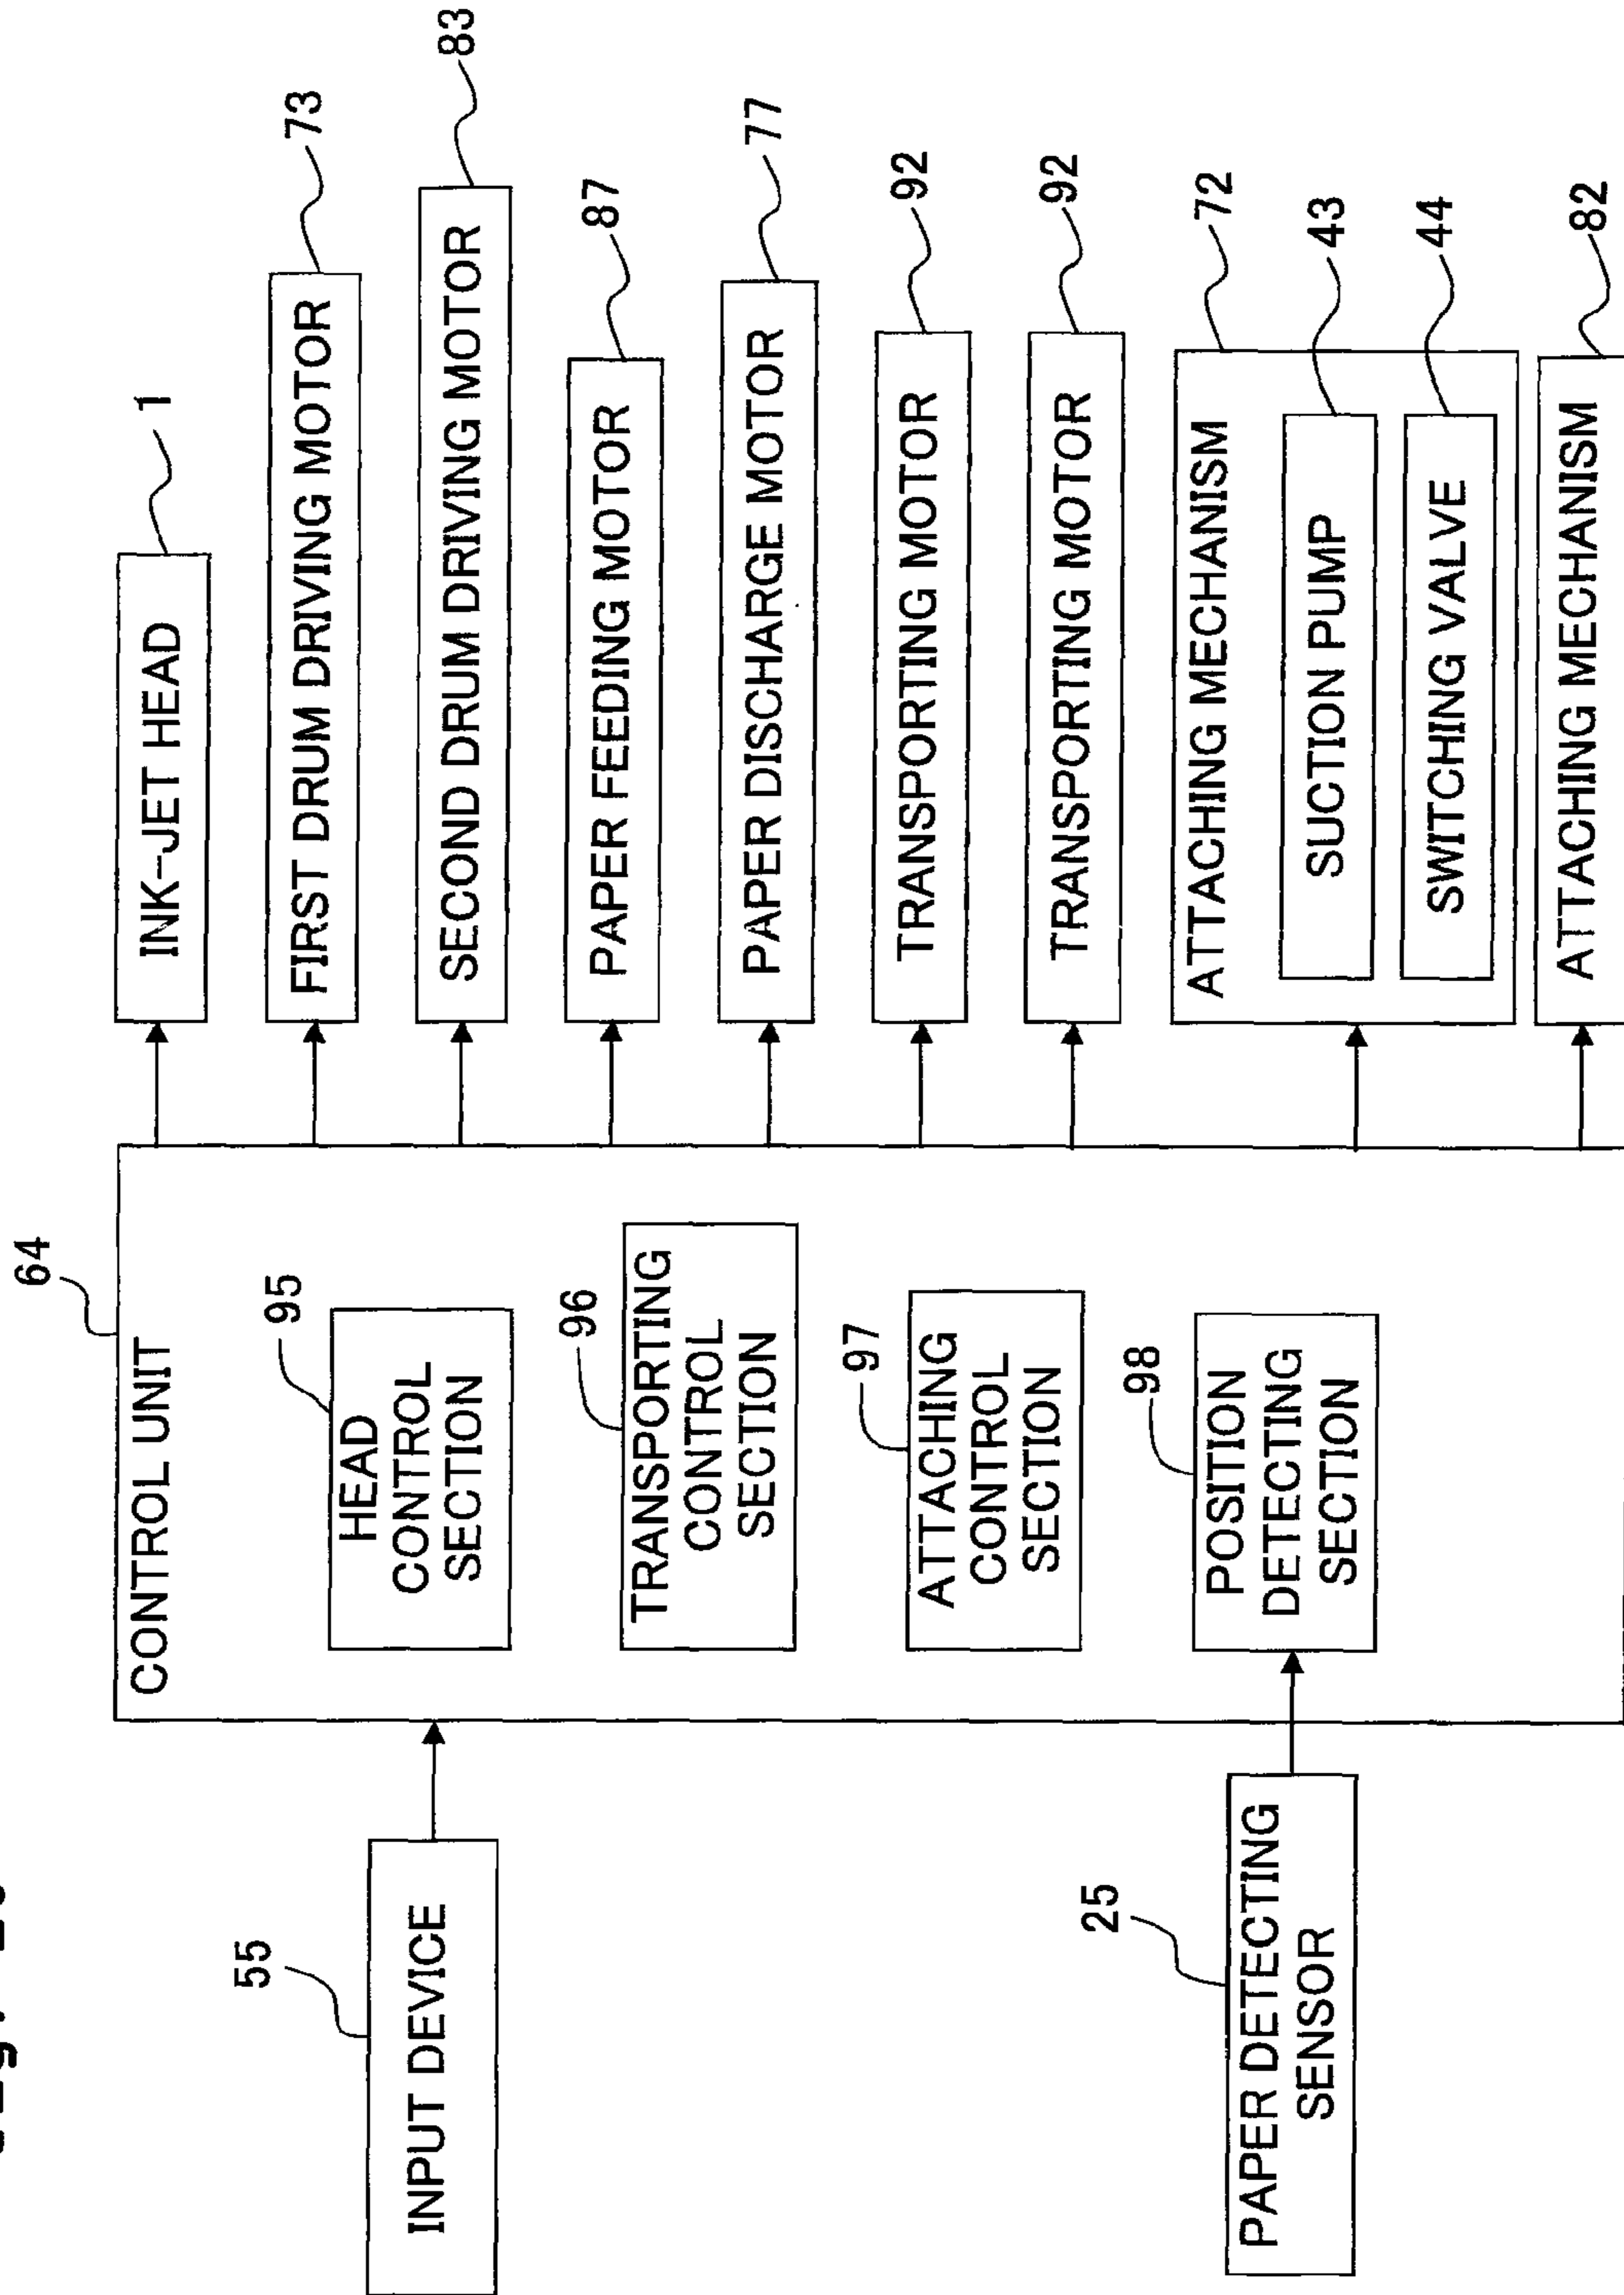 64
CONTROL UNIT
95
HEAD
CONTROL
SECTION
96
TRANSPORTING
CONTROL
SECTION
97
ATTACHING
CONTROL
SECTION
98
POSITION
DETECTING
SECTION
55
INPUT DEVICE
25
PAPER DETECTING
SENSOR
INK-JET HEAD
1
FIRST DRUM DRIVING MOTOR
73
SECOND DRUM DRIVING MOTOR
83
PAPER FEEDING MOTOR
87
PAPER DISCHARGE MOTOR
77
TRANSPORTING MOTOR
92
TRANSPORTING MOTOR
92
ATTACHING MECHANISM
72
SUCTION PUMP
43
SWITCHING VALVE
44
ATTACHING MECHANISM
82